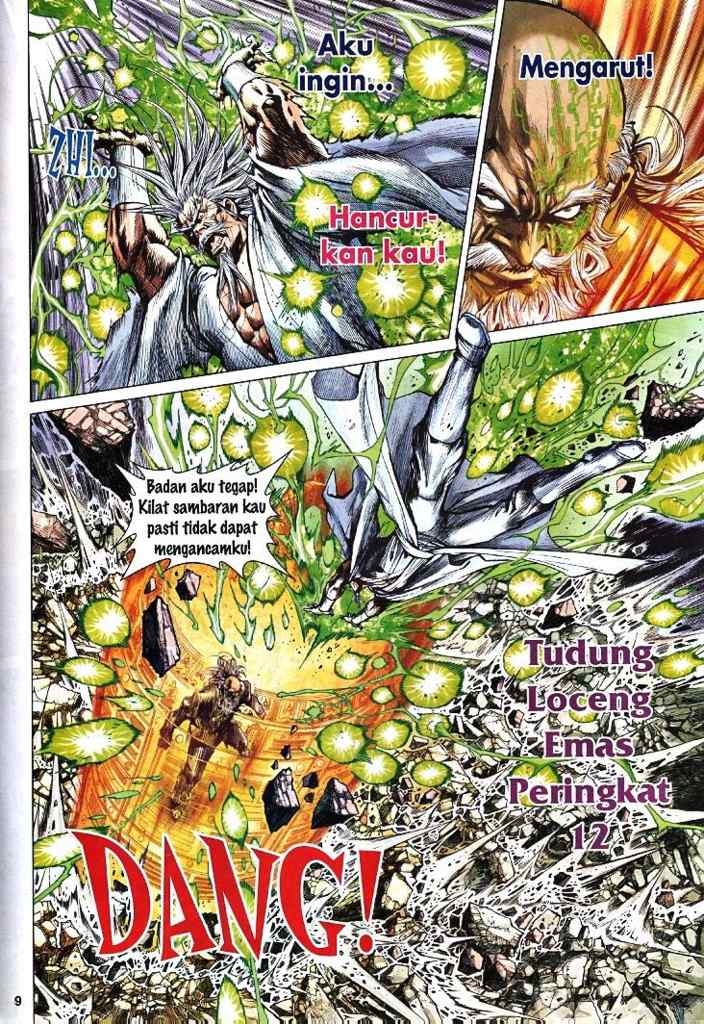 Aku
ingin...
ZHI...
Hancur-
kan kau!
Mengarut!
Badan aku tegap!
Kilat sambaran kau
pasti tidak dapat
mengancamku!
Tudung
Loceng
Emas
Peringkat
12
DANG!
9